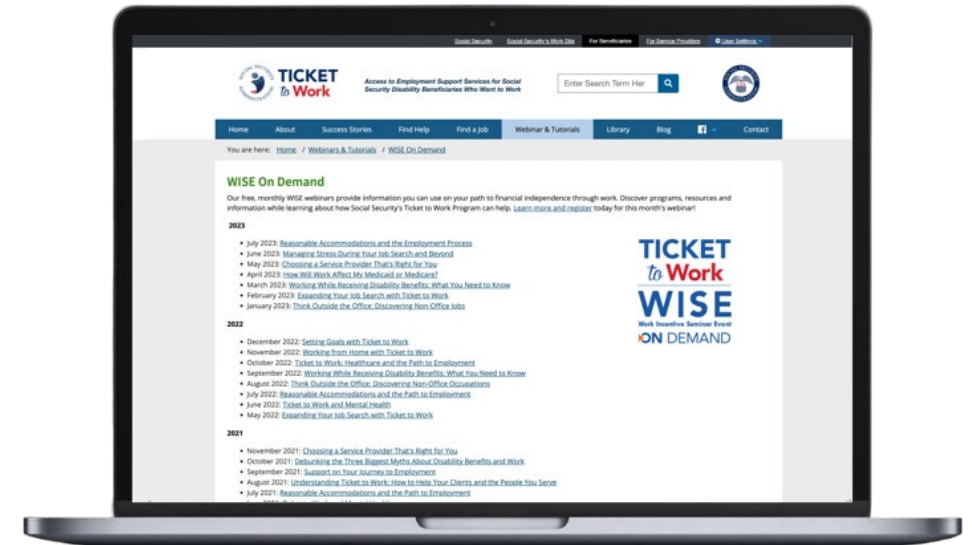 Social Security Social Security's Work Site For Beneficiaries For Service Providers User Settings
TICKET
to Work
Access to Employment Support Services for Social
Security Disability Beneficiaries Who Want to Work
Enter Search Term Her
Home About Success Stories Find Help Find a Job Webinar & Tutorials Library Blog Contact
You are here: Home / Webinars & Tutorials / WISE On Demand
WISE On Demand
Our free, monthly WISE webinars provide information you can use on your path to financial independence through work. Discover programs, resources and
information while learning about how Social Security's Ticket to Work Program can help. Learn more and register today for this month's webinar!
2023
• July 2023: Reasonable Accommodations and the Employment Process
• June 2023: Managing Stress During Your Job Search and Beyond
• May 2023: Choosing a Service Provider That's Right for You
• April 2023: How Will Work Affect My Medicaid or Medicare?
• March 2023: Working While Receiving Disability Benefits: What You Need to Know
• February 2023: Expanding Your Job Search with Ticket to Work
• January 2023: Think Outside the Office: Discovering Non-Office Jobs
TICKET
to Work
WISE
Work Incentive Seminar Event
ON DEMAND
2022
• December 2022: Setting Goals with Ticket to Work
• November 2022: Working from Home with Ticket to Work
• October 2022: Ticket to Work: Healthcare and the Path to Employment
• September 2022: Working While Receiving Disability Benefits: What You Need to Know
• August 2022: Think Outside the Office: Discovering Non-Office Occupations
• July 2022: Reasonable Accommodations and the Path to Employment
• June 2022: Ticket to Work and Mental Health
• May 2022: Expanding Your Job Search with Ticket to Work
2021
• November 2021: Choosing a Service Provider That's Right for You
• October 2021: Debunking the Three Biggest Myths About Disability Benefits and Work
• September 2021: Support on Your Journey to Employment
• August 2021: Understanding Ticket to Work: How to Help Your Clients and the People You Serve
• July 2021: Reasonable Accommodations and the Path to Employment